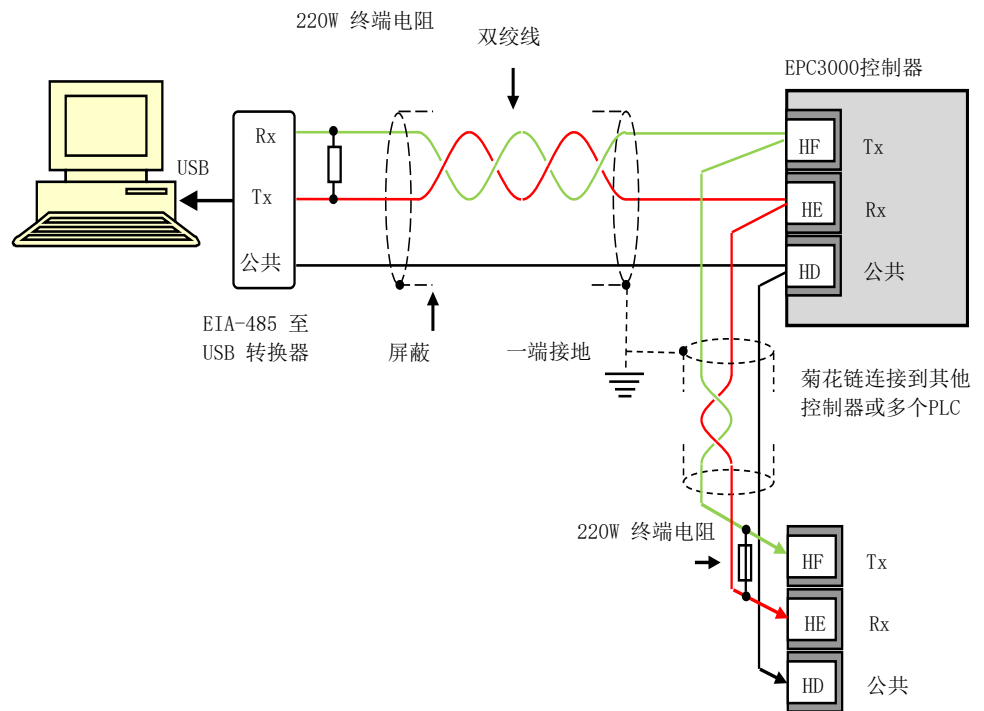 220W 终端电阻
双绞线
EPC3000控制器
Rx
HF
Tx
USB
Tx
HE
Rx
公共
HD
公共
EIA-485 至
USB 转换器
屏蔽
一端接地
菊花链连接到其他
控制器或多个PLC
220W 终端电阻
HF
Tx
HE
Rx
HD
公共